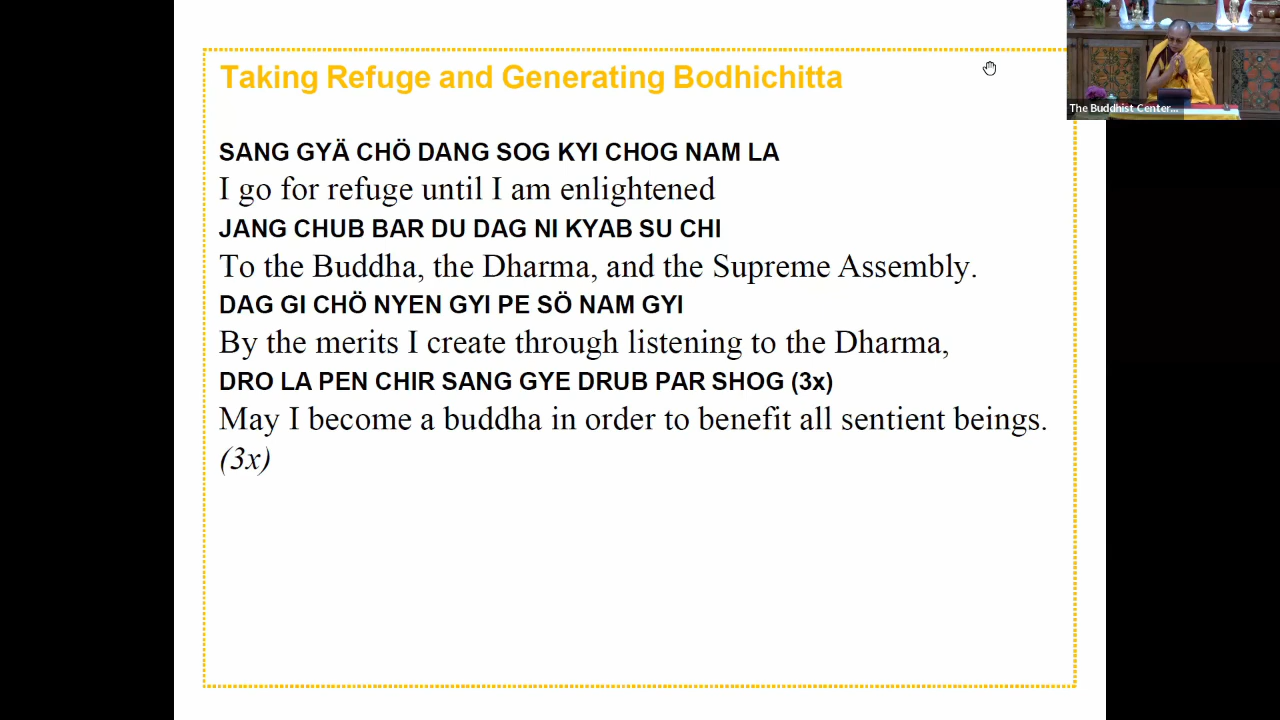 Taking Refuge and Generating Bodhichitta
SANG GYÄ CHÖ DANG SOG KYI CHOG NAM LA
I go for refuge until I am enlightened
JANG CHUB BAR DU DAG NI KYAB SU CHI
To the Buddha, the Dharma, and the Supreme Assembly.
DAG GI CHÖ NYEN GYI PE SÖ NAM GYI
By the merits I create through listening to the Dharma,
DRO LA PEN CHIR SANG GYE DRUB PAR SHOG (3x)
May I become a buddha in order to benefit all sentient beings.
(3x)
The Buddhist Center...